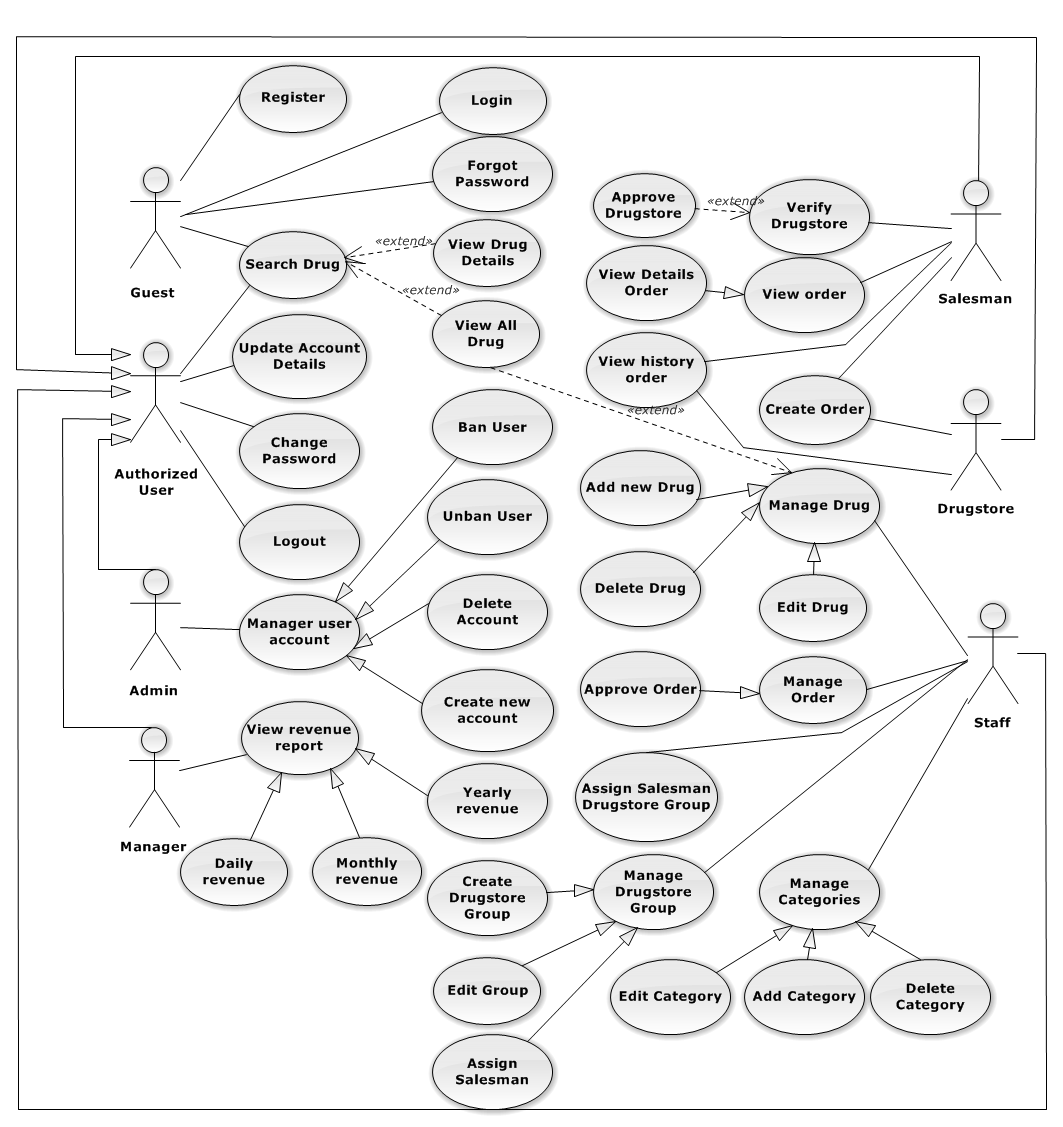 Register
Login
Forgot
Password
Guest
Search Drug
«extend»
View Drug
Details
«extend»
View All
Drug
Approve
Drugstore
«extend»
Verify
Drugstore
View Details
Order
View order
Salesman
View history
order
«extend»
Create Order
Drugstore
Update Account
Details
Authorized
User
Change
Password
Logout
Ban User
Unban User
Add new Drug
Manage Drug
Delete Drug
Edit Drug
Admin
Manager user
account
Delete
Account
Create new
account
Approve Order
Manage
Order
Staff
View revenue
report
Manager
Yearly
revenue
Daily
revenue
Monthly
revenue
Assign Salesman
Drugstore Group
Create
Drugstore
Group
Manage
Drugstore
Group
Manage
Categories
Edit Group
Edit Category
Add Category
Delete
Category
Assign
Salesman